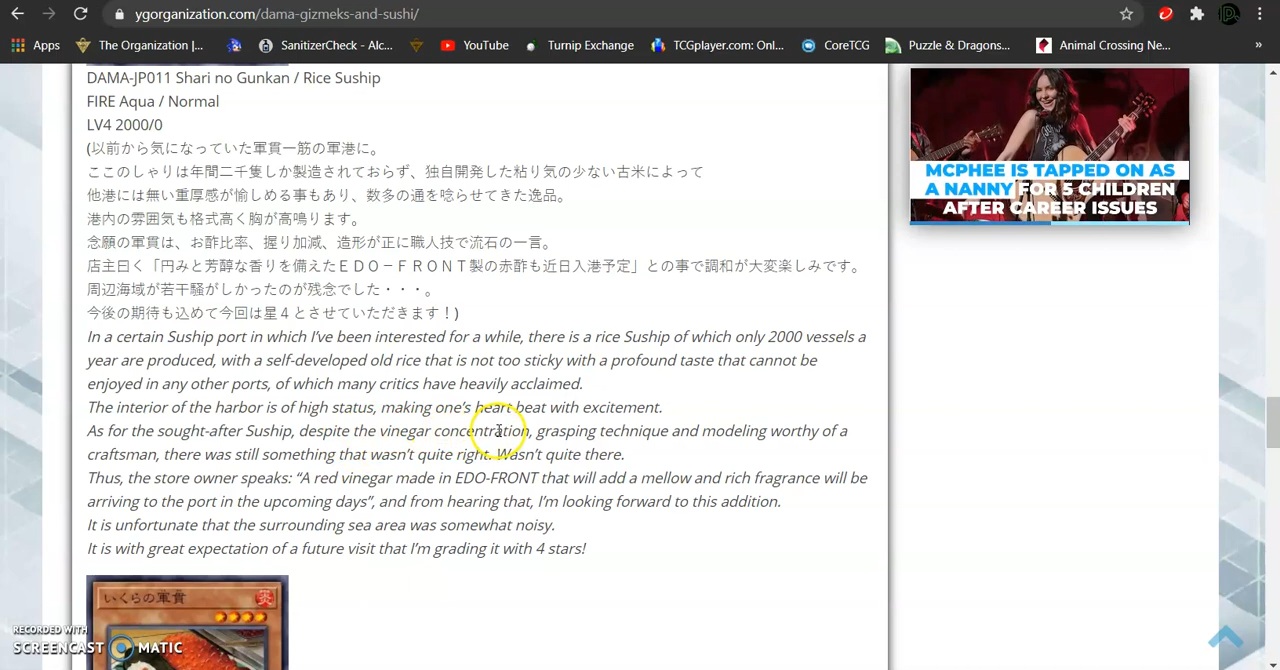 ygorganization.com/dama-gizmeks-and-sushi/
Apps
The Organization |...
SanitizerCheck - Alc...
YouTube
Turnip Exchange
TCGplayer.com: Onl...
CoreTCG
Puzzle & Dragons...
Animal Crossing Ne...
»
DAMA-JP011 Shari no Gunkan / Rice Suship
FIRE Aqua / Normal
LV4 2000/0
(以前から気になっていた軍貫一筋の軍港に。
ここのしゃりは年間二千隻しか製造されておらず、独自開発した粘り気の少ない古米によって
他港には無い重厚感が愉しめる事もあり、数多の通を唸らせてきた逸品。
港内の雰囲気も格式高く胸が高鳴ります。
念願の軍貫は、お酢比率、握り加減、造形が正に職人技で流石の一言。
店主曰く「円みと芳醇な香りを備えたＥＤＯ－ＦＲＯＮＴ製の赤酢も近日入港予定」との事で調和が大変楽しみです。
周辺海域が若干騒がしかったのが残念でした・・・。
今後の期待も込めて今回は星４とさせていただきます！)
In a certain Suship port in which I've been interested for a while, there is a rice Suship of which only 2000 vessels a
year are produced, with a self-developed old rice that is not too sticky with a profound taste that cannot be
enjoyed in any other ports, of which many critics have heavily acclaimed.
The interior of the harbor is of high status, making one's heart beat with excitement.
As for the sought-after Suship, despite the vinegar concentration, grasping technique and modeling worthy of a
craftsman, there was still something that wasn't quite right. Wasn't quite there.
Thus, the store owner speaks: “A red vinegar made in EDO-FRONT that will add a mellow and rich fragrance will be
arriving to the port in the upcoming days”, and from hearing that, I'm looking forward to this addition.
It is unfortunate that the surrounding sea area was somewhat noisy.
It is with great expectation of a future visit that I'm grading it with 4 stars!
いくらの軍貫
炎
MCPHEE IS TAPPED ON AS
A NANNY FOR 5 CHILDREN
AFTER CAREER ISSUES
RECORDED WITH
SCREENCAST MATIC